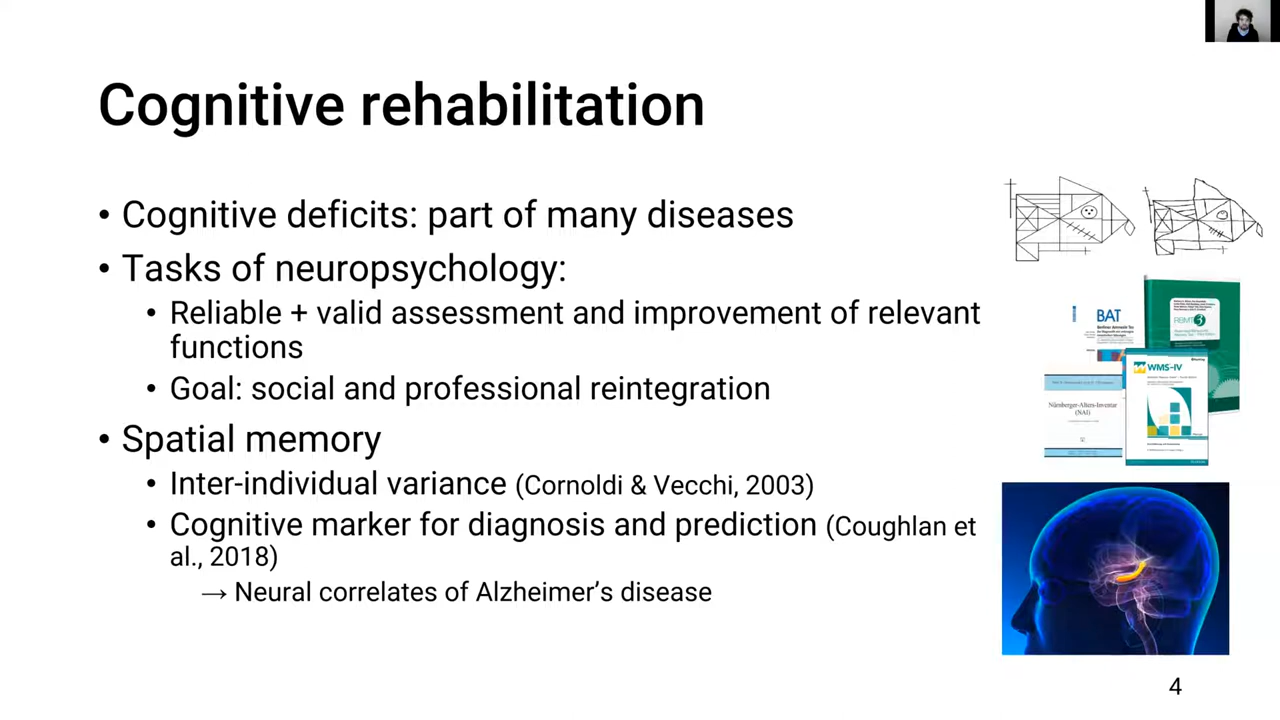 Cognitive rehabilitation
• Cognitive deficits: part of many diseases
• Tasks of neuropsychology:
• Reliable + valid assessment and improvement of relevant
functions
• Goal: social and professional reintegration
• Spatial memory
• Inter-individual variance (Cornoldi & Vecchi, 2003)
• Cognitive marker for diagnosis and prediction (Coughlan et
al., 2018)
→ Neural correlates of Alzheimer's disease
BAT
WMS–IV
Nürnberger-Alters-Inventar
(NAI)
4